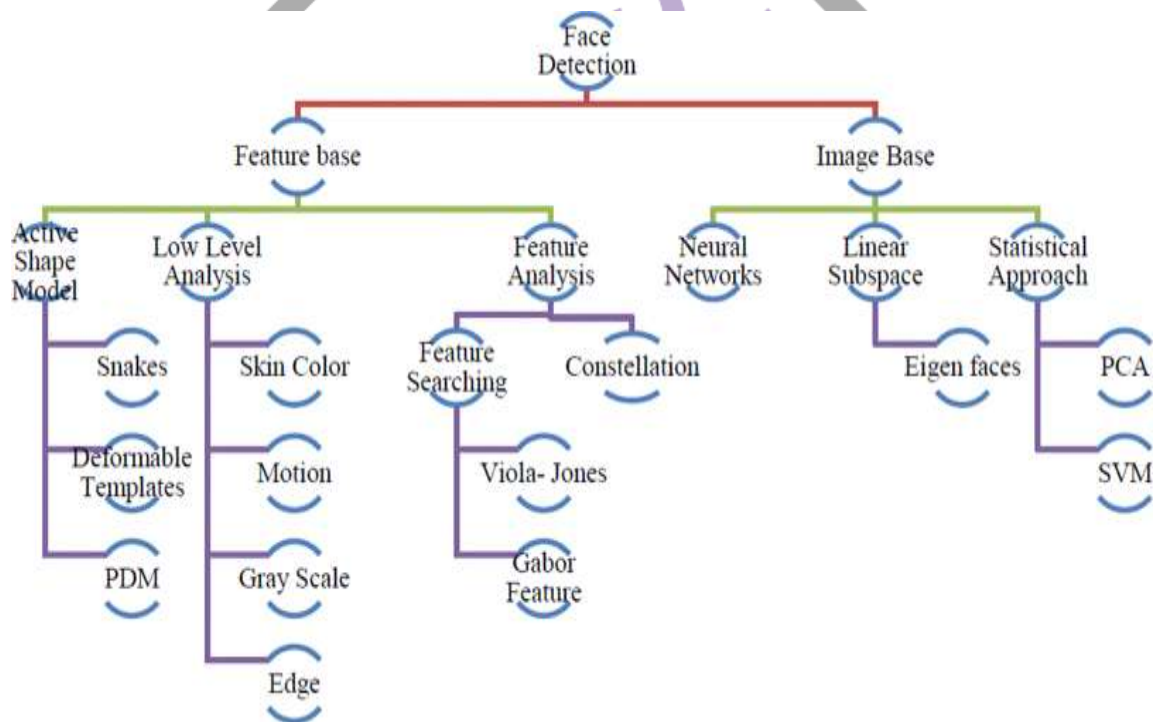 Face
Detection
Feature base
Image Base
Active
Shape
Model
Low Level
Analysis
Feature
Analysis
Neural
Networks
Linear
Subspace
Statistical
Approach
Snakes
Skin Color
Feature
Searching
Constellation
Eigen faces
PCA
Deformable
Templates
Motion
Viola- Jones
SVM
PDM
Gray Scale
Gabor
Feature
Edge